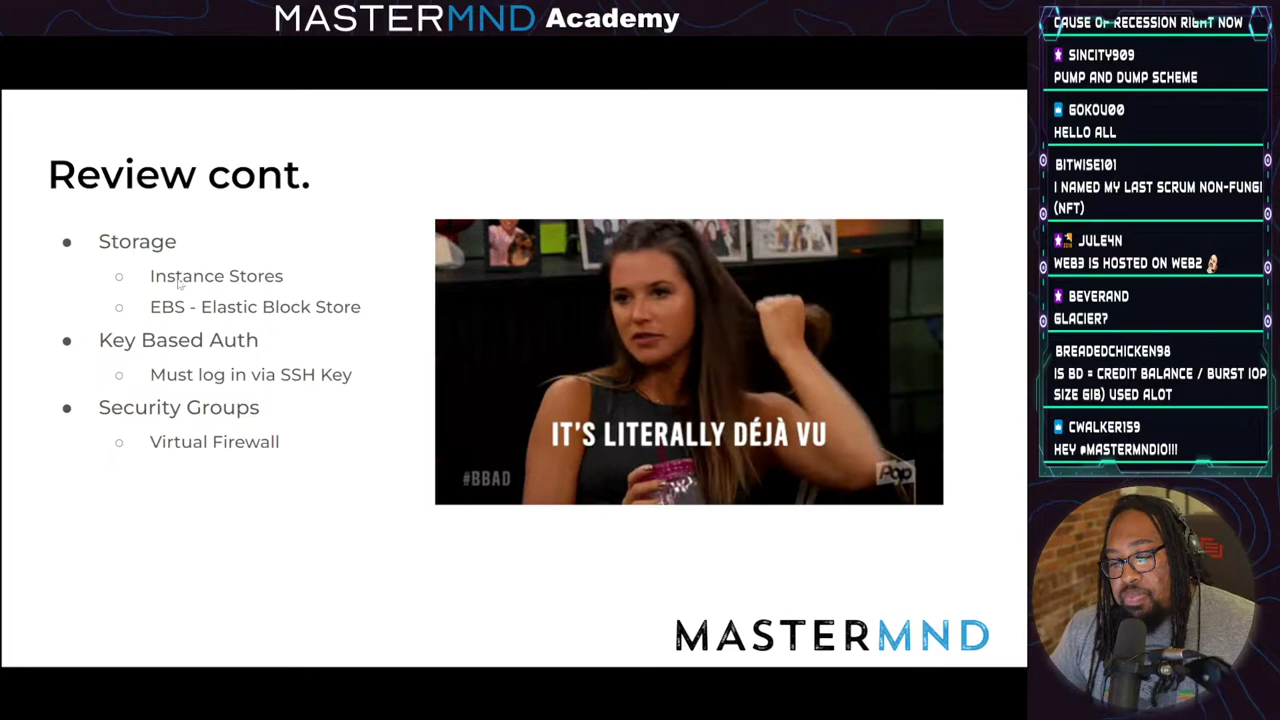 MASTERMND Academy
Review cont.
Storage
Instance Stores
EBS - Elastic Block Store
Key Based Auth
Must log in via SSH Key
Security Groups
Virtual Firewall
IT'S LITERALLY DÉJÀ VU
#BBAD
Pop
MASTERMND
CAUSE OF RECESSION RIGHT NOW
SINCITY909
PUMP AND DUMP SCHEME
GOKOU00
HELLO ALL
BITWISE101
I NAMED MY LAST SCRUM NON-FUNGI
(NFT)
JULE4N
WEB3 IS HOSTED ON WEB2
BEVERAND
GLACIER?
BREADEDCHICKEN98
IS BD = CREDIT BALANCE / BURST IOP
SIZE GIB) USED ALOT
CWALKER159
HEY @MASTERMNDIO!!!